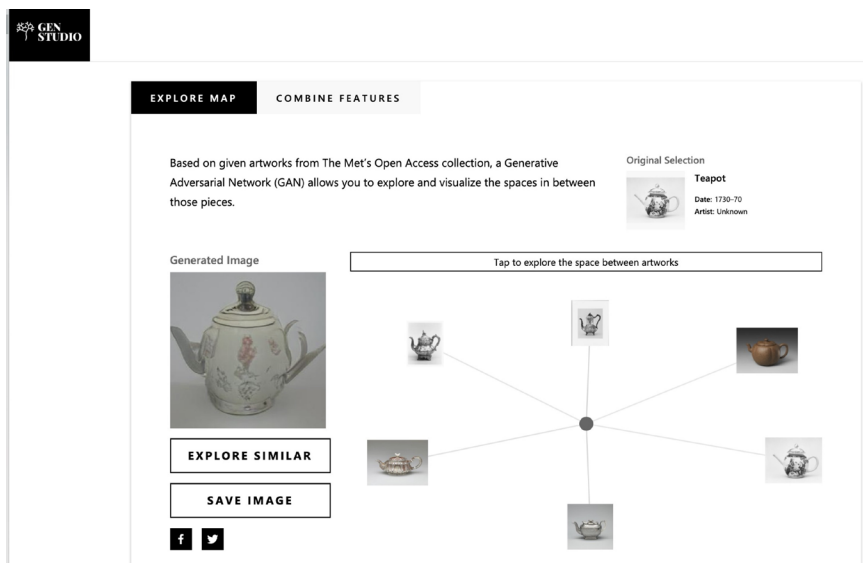 GEN
STUDIO
EXPLORE MAP
COMBINE FEATURES
Based on given artworks from The Met's Open Access collection, a Generative
Adversarial Network (GAN) allows you to explore and visualize the spaces in between
those pieces.
Original Selection
Teapot
Date: 1730–70
Artist: Unknown
Generated Image
Tap to explore the space between artworks
EXPLORE SIMILAR
SAVE IMAGE